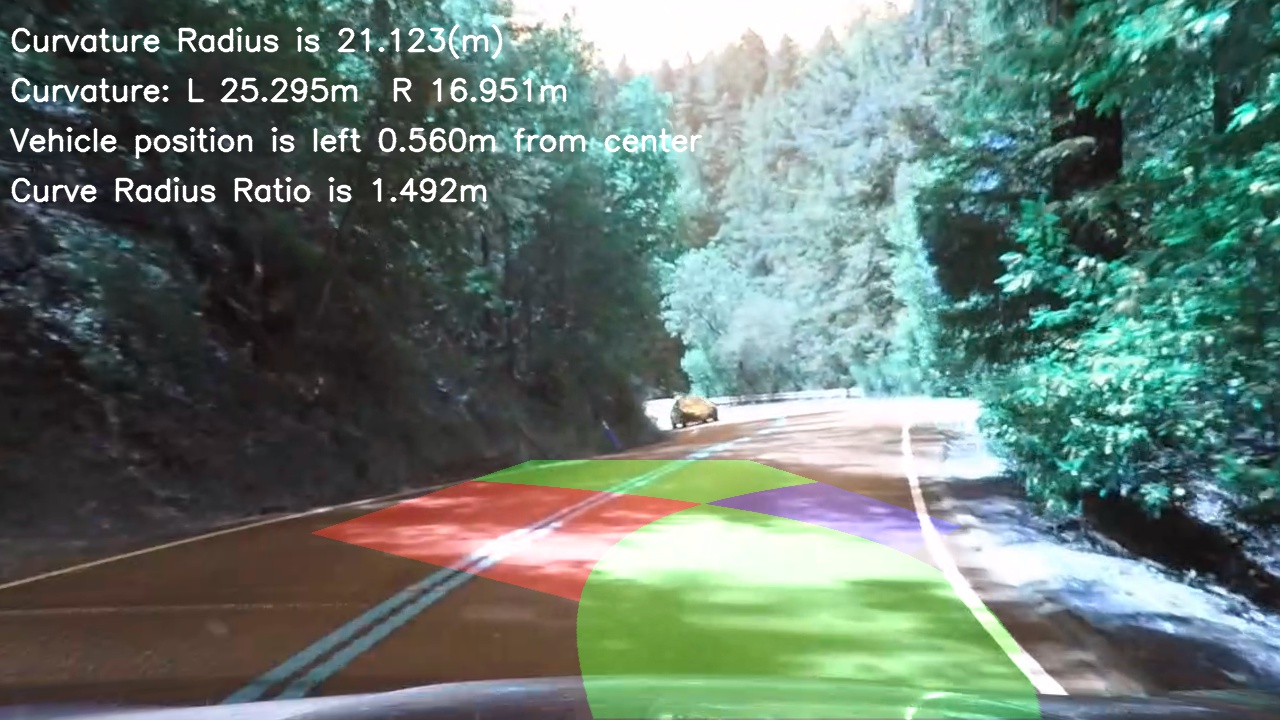 Curvature Radius is 21.123(m)
Curvature: L 25.295m R 16.951m
Vehicle position is left 0.560m from center
Curve Radius Ratio is 1.492m